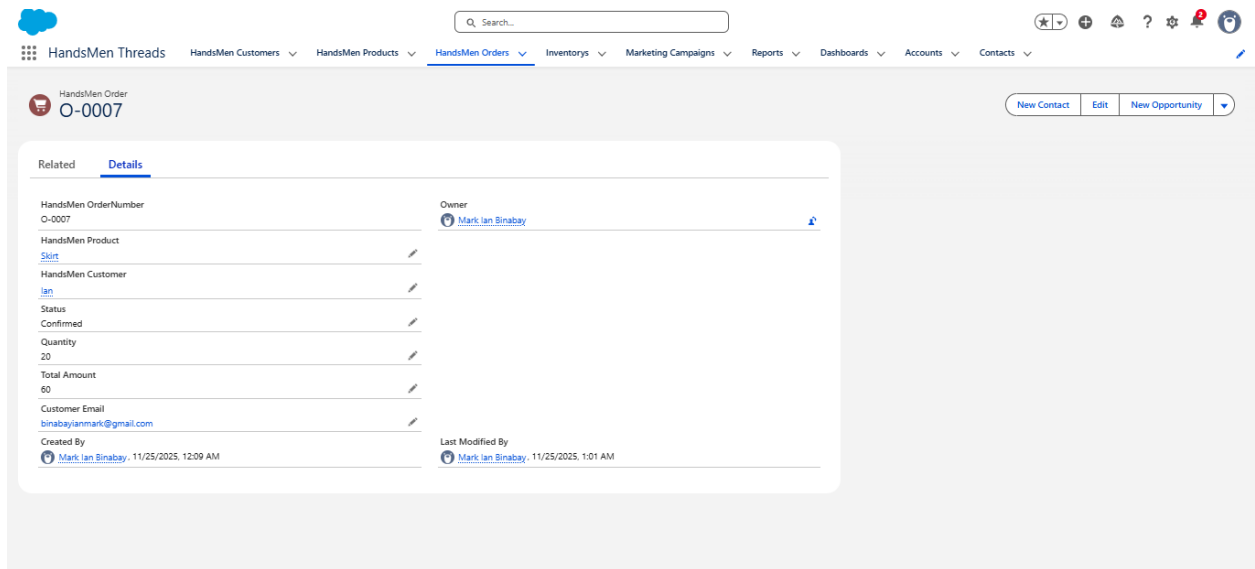 Search...
2
HandsMen Threads HandsMen Customers HandsMen Products HandsMen Orders Inventorys Marketing Campaigns Reports Dashboards Accounts Contacts
HandsMen Order
O-0007
New Contact Edit New Opportunity
Related Details
HandsMen OrderNumber
O-0007
Owner
Mark Ian Binabay
HandsMen Product
Skirt
HandsMen Customer
Ian
Status
Confirmed
Quantity
20
Total Amount
60
Customer Email
binabayianmark@gmail.com
Created By
Mark Ian Binabay, 11/25/2025, 12:09 AM
Last Modified By
Mark Ian Binabay, 11/25/2025, 1:01 AM